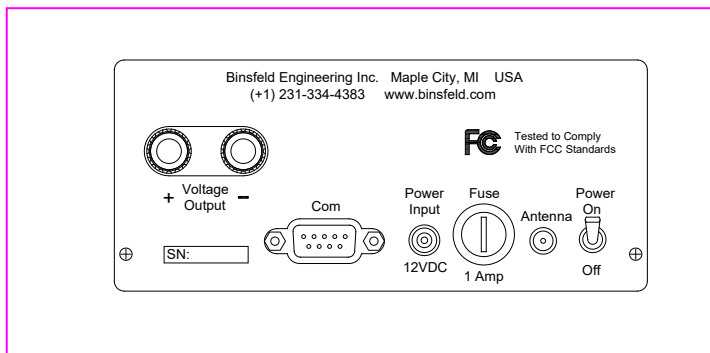 Binsfeld Engineering Inc. Maple City, MI USA
(+1) 231-334-4383 www.binsfeld.com
FC Tested to Comply
With FCC Standards
+ Voltage −
Output
Com
Power
Input
12VDC
Fuse
1 Amp
Antenna
Power
On
Off
SN: